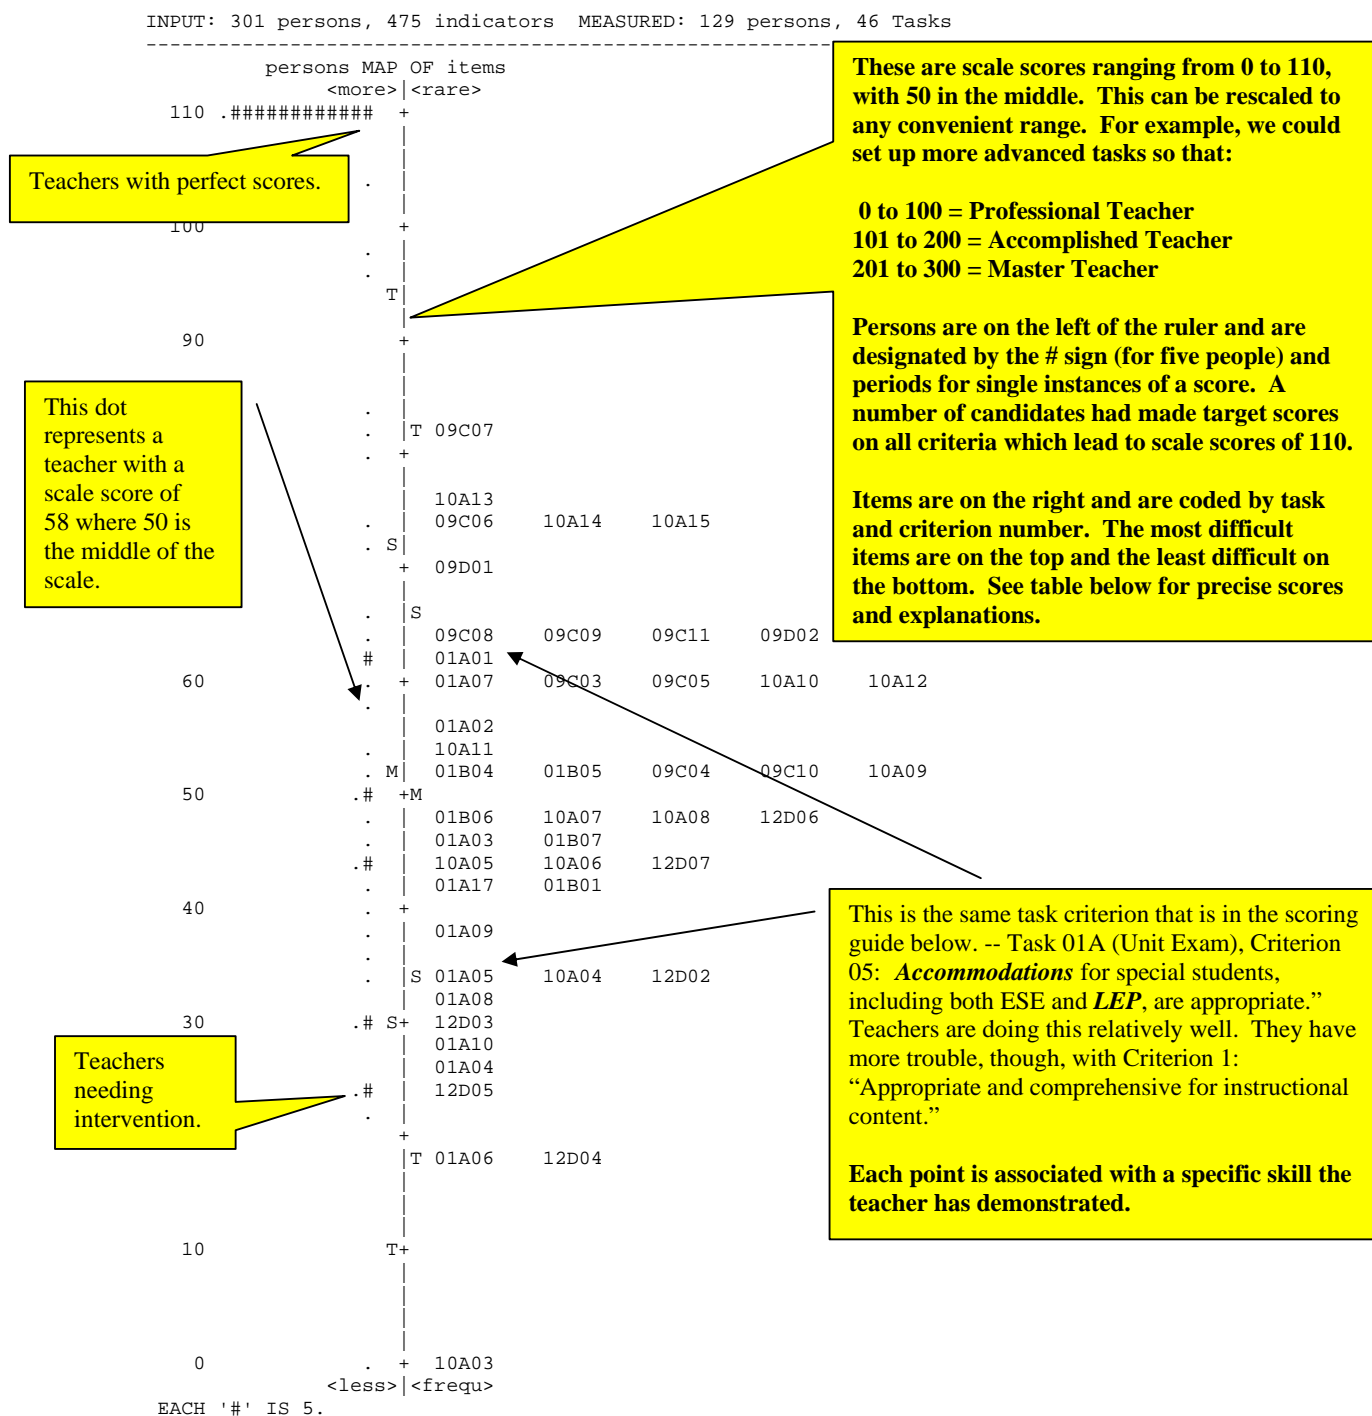 INPUT: 301 persons, 475 indicators  MEASURED: 129 persons, 46 Tasks
--------------------------------------------------------------------------------
persons MAP OF items
<more>|<rare>
110 .############ +
Teachers with perfect scores.
. |
100 +
. |
. |
T|
|
90 +
. |
. |T 09C07
. +
| 10A13
. | 09C06 10A14 10A15
. S|
+ 09D01
. |S
. | 09C08 09C09 09C11 09D02
# | 01A01
60 . + 01A07 09C03 09C05 10A10 10A12
. |
| 01A02
. | 10A11
. M| 01B04 01B05 09C04 09C10 10A09
50 .# +M
. | 01B06 10A07 10A08 12D06
. | 01A03 01B07
.# | 10A05 10A06 12D07
. | 01A17 01B01
40 . +
. | 01A09
. |
. |S 01A05 10A04 12D02
| 01A08
30 .# S+ 12D03
| 01A10
| 01A04
.# | 12D05
. |
+
|T 01A06 12D04
10 T+
0 . + 10A03
<less>|<frequ>
EACH '#' IS 5.
These are scale scores ranging from 0 to 110,
with 50 in the middle.  This can be rescaled to
any convenient range.  For example, we could
set up more advanced tasks so that:
0 to 100 = Professional Teacher
101 to 200 = Accomplished Teacher
201 to 300 = Master Teacher
Persons are on the left of the ruler and are
designated by the # sign (for five people) and
periods for single instances of a score.  A
number of candidates had made target scores
on all criteria which lead to scale scores of 110.
Items are on the right and are coded by task
and criterion number.  The most difficult
items are on the top and the least difficult on
the bottom.  See table below for precise scores
and explanations.
This dot
represents a
teacher with a
scale score of
58 where 50 is
the middle of the
scale.
Teachers
needing
intervention.
This is the same task criterion that is in the scoring
guide below. -- Task 01A (Unit Exam), Criterion
05:  Accommodations for special students,
including both ESE and LEP, are appropriate.”
Teachers are doing this relatively well.  They have
more trouble, though, with Criterion 1:
“Appropriate and comprehensive for instructional
content.”
Each point is associated with a specific skill the
teacher has demonstrated.